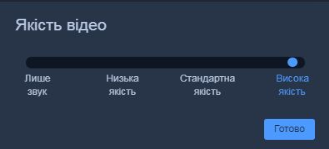 Якість відео
Лише
звук
Низька
якість
Стандартна
якість
Висока
якість
Готово